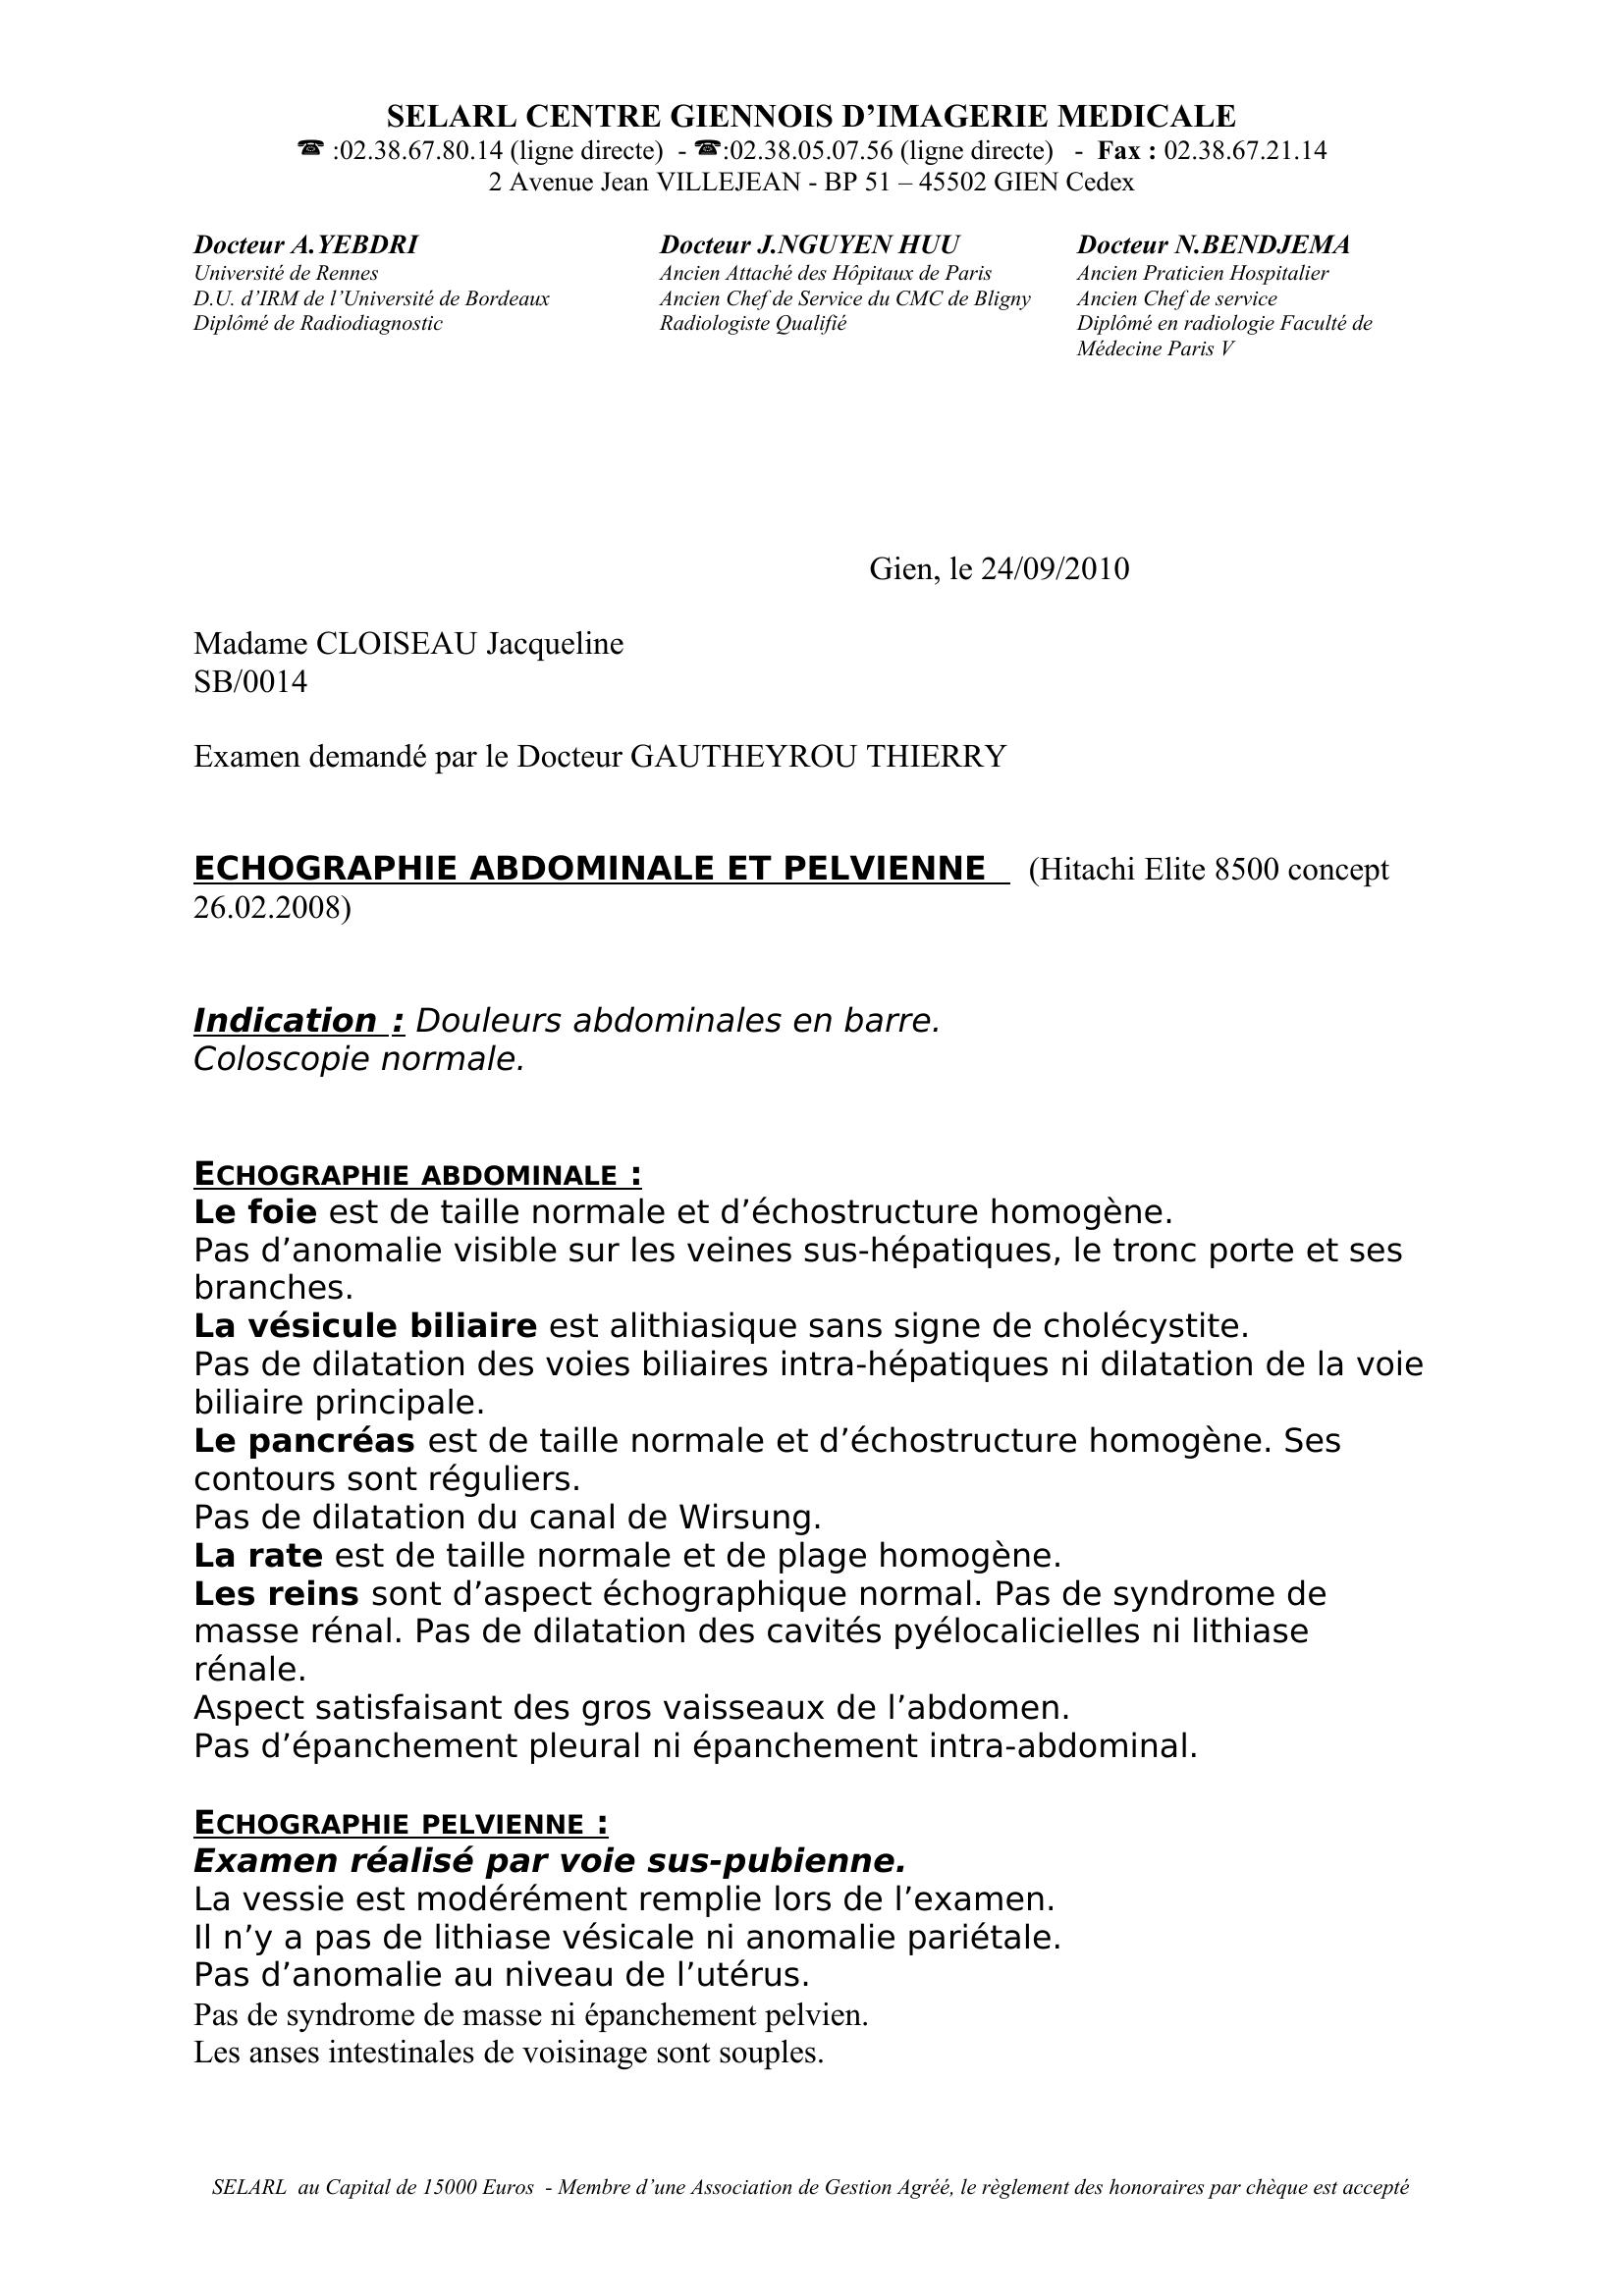 SELARL CENTRE GIENNOIS D’IMAGERIE MEDICALE
☎ :02.38.67.80.14 (ligne directe) - ☎:02.38.05.07.56 (ligne directe) - Fax : 02.38.67.21.14
2 Avenue Jean VILLEJEAN - BP 51 – 45502 GIEN Cedex
Docteur A.YEBDRI
Université de Rennes
D.U. d’IRM de l’Université de Bordeaux
Diplômé de Radiodiagnostic
Docteur J.NGUYEN HUU
Ancien Attaché des Hôpitaux de Paris
Ancien Chef de Service du CMC de Bligny
Radiologiste Qualifié
Docteur N.BENDJEMA
Ancien Praticien Hospitalier
Ancien Chef de service
Diplômé en radiologie Faculté de
Médecine Paris V
Gien, le 24/09/2010
Madame CLOISEAU Jacqueline
SB/0014
Examen demandé par le Docteur GAUTHEYROU THIERRY
ECHOGRAPHIE ABDOMINALE ET PELVIENNE (Hitachi Elite 8500 concept
26.02.2008)
Indication : Douleurs abdominales en barre.
Coloscopie normale.
ECHOGRAPHIE ABDOMINALE :
Le foie est de taille normale et d’échostructure homogène.
Pas d’anomalie visible sur les veines sus-hépatiques, le tronc porte et ses
branches.
La vésicule biliaire est alithiasique sans signe de cholécystite.
Pas de dilatation des voies biliaires intra-hépatiques ni dilatation de la voie
biliaire principale.
Le pancréas est de taille normale et d’échostructure homogène. Ses
contours sont réguliers.
Pas de dilatation du canal de Wirsung.
La rate est de taille normale et de plage homogène.
Les reins sont d’aspect échographique normal. Pas de syndrome de
masse rénal. Pas de dilatation des cavités pyélocalicielles ni lithiase
rénale.
Aspect satisfaisant des gros vaisseaux de l’abdomen.
Pas d’épanchement pleural ni épanchement intra-abdominal.
ECHOGRAPHIE PELVIENNE :
Examen réalisé par voie sus-pubienne.
La vessie est modérément remplie lors de l’examen.
Il n’y a pas de lithiase vésicale ni anomalie pariétale.
Pas d’anomalie au niveau de l’utérus.
Pas de syndrome de masse ni épanchement pelvien.
Les anses intestinales de voisinage sont souples.
SELARL au Capital de 15000 Euros - Membre d’une Association de Gestion Agréé, le règlement des honoraires par chèque est accepté